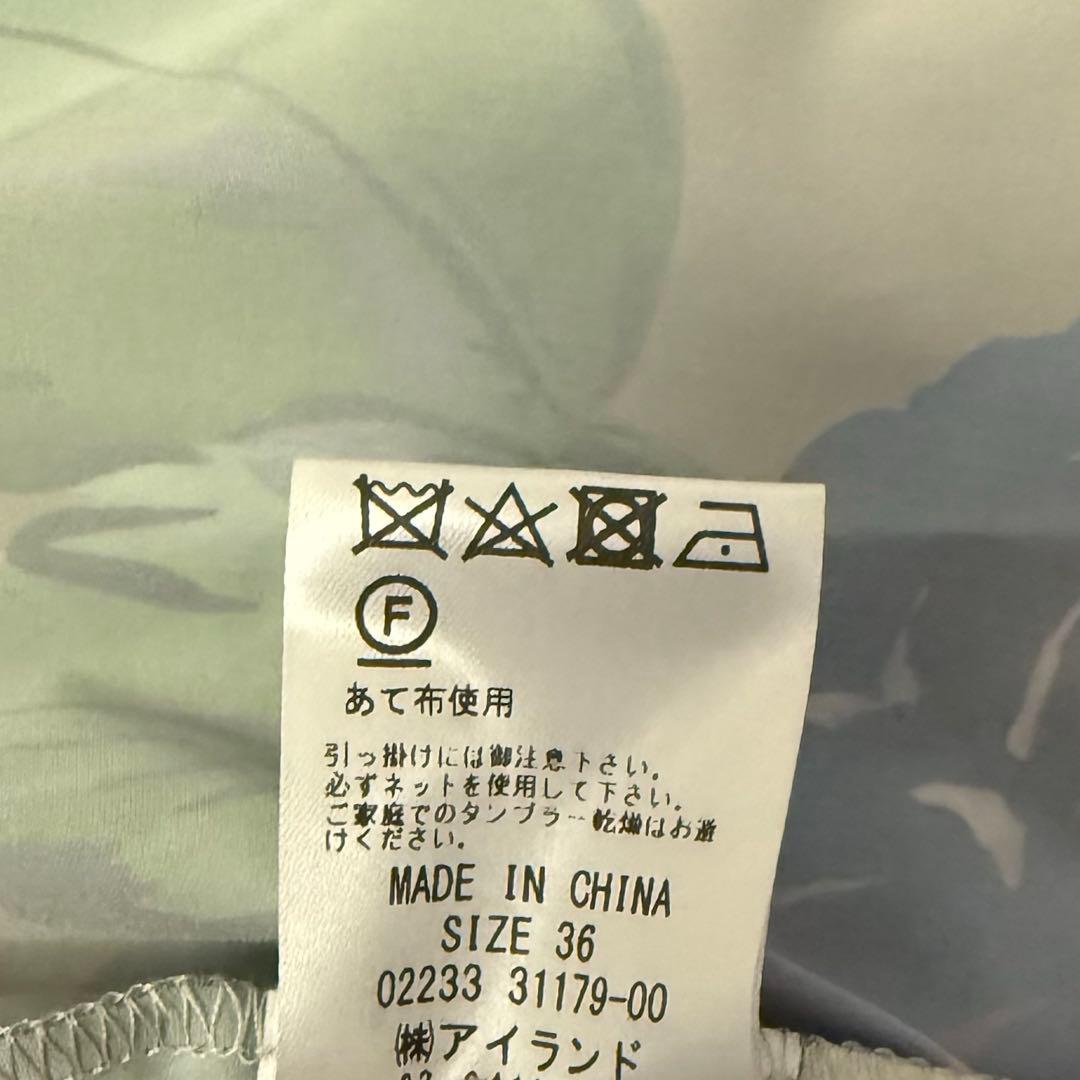 F
あて布使用
引っ掛けには御注意下さい。
必ずネットを使用して下さい。
ご家庭でのタンブラー乾燥はお避
けください。
MADE IN CHINA
SIZE 36
02233 31179-00
㈱アイランド